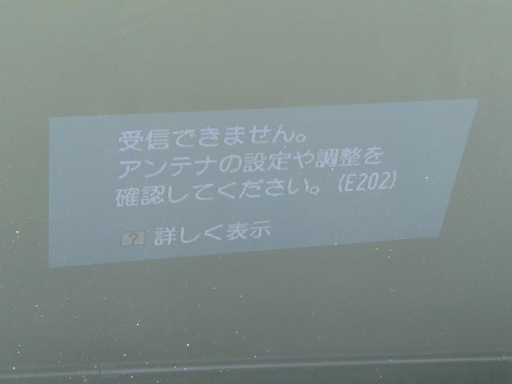 受信できません。
アンテナの設定や調整を
確認してください。(E202)
? 詳しく表示